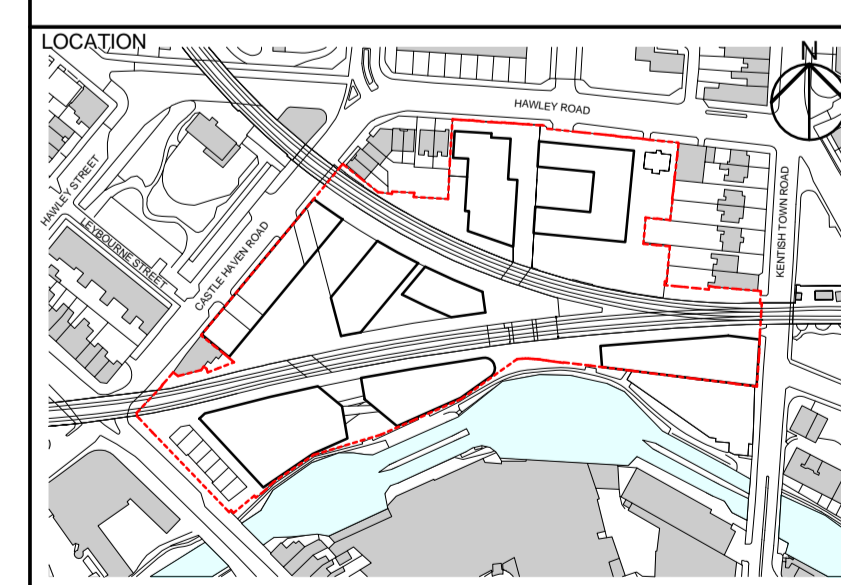 LOCATION
N
HAWLEY ROAD
HAWLEY STREET
LEYBOURNE STREET
CASTLE HAVEN ROAD
KENTISH TOWN ROAD